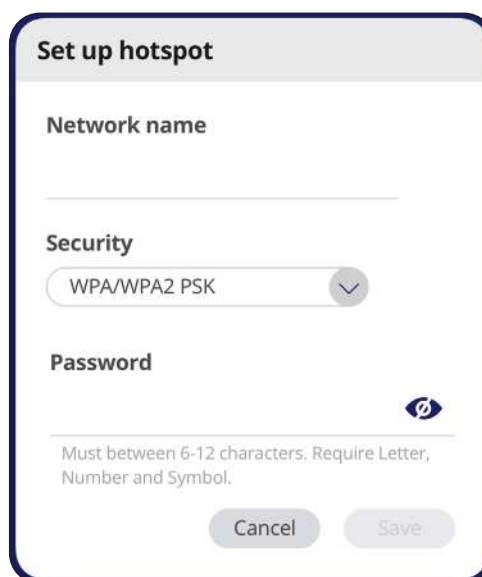 Set up hotspot
Network name
Security
WPA/WPA2 PSK
Password
Must between 6-12 characters. Require Letter,
Number and Symbol.
Cancel
Save